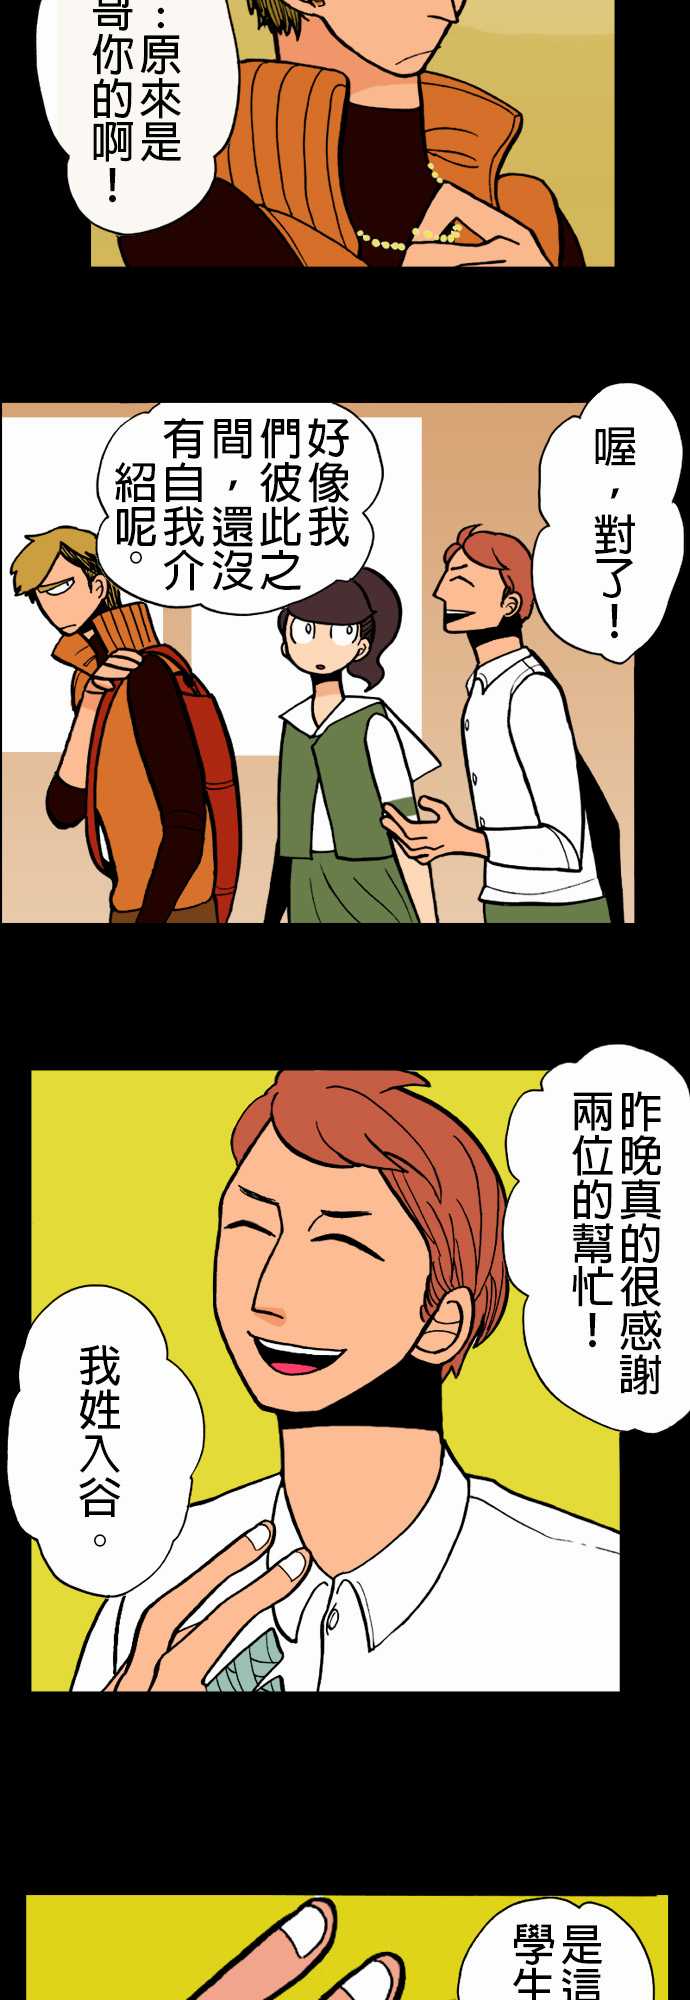 ：原來是
哥你的啊！
喔，對了！
好像我
們彼此之
間，還沒
有自我介
紹呢。
昨晚真的很感謝
兩位的幫忙！
我姓入谷。
是這
學生